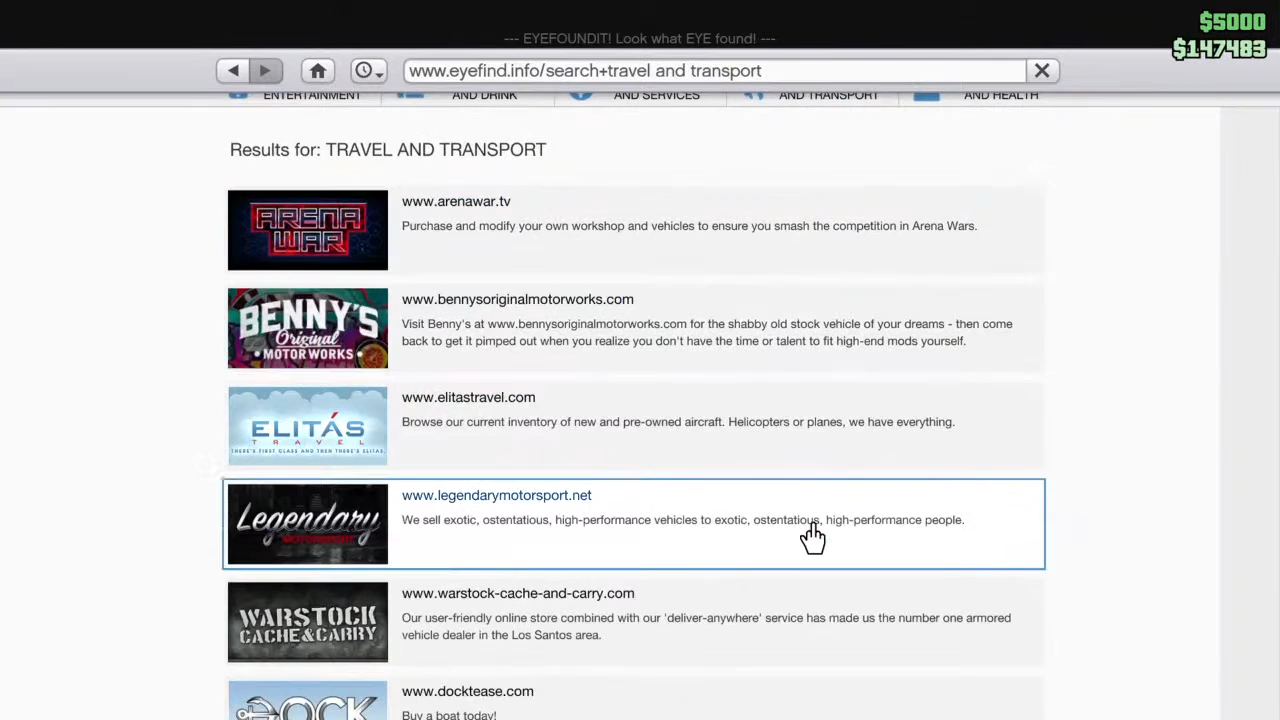 $5000
--- EYEFOUNDIT! Look what EYE found! ---
$147483
www.eyefind.info/search+travel and transport
ENTERTAINMENT
AND DRINK
AND SERVICES
AND TRANSPORT
AND HEALTH
Results for: TRAVEL AND TRANSPORT
ARENA
WAR
www.arenawar.tv
Purchase and modify your own workshop and vehicles to ensure you smash the competition in Arena Wars.
BENNY'S
Original
MOTOR WORKS
www.bennysoriginalmotorworks.com
Visit Benny's at www.bennysoriginalmotorworks.com for the shabby old stock vehicle of your dreams - then come
back to get it pimped out when you realize you don't have the time or talent to fit high-end mods yourself.
ELITÁS
TRAVEL
THERE'S FIRST CLASS AND THEN THERE'S ELITAS.
www.elitastravel.com
Browse our current inventory of new and pre-owned aircraft. Helicopters or planes, we have everything.
Legendary
MOTORSPORT
www.legendarymotorsport.net
We sell exotic, ostentatious, high-performance vehicles to exotic, ostentatious, high-performance people.
WARSTOCK
CACHE & CARRY
www.warstock-cache-and-carry.com
Our user-friendly online store combined with our 'deliver-anywhere' service has made us the number one armored
vehicle dealer in the Los Santos area.
DOCK
www.docktease.com
Buy a boat today!